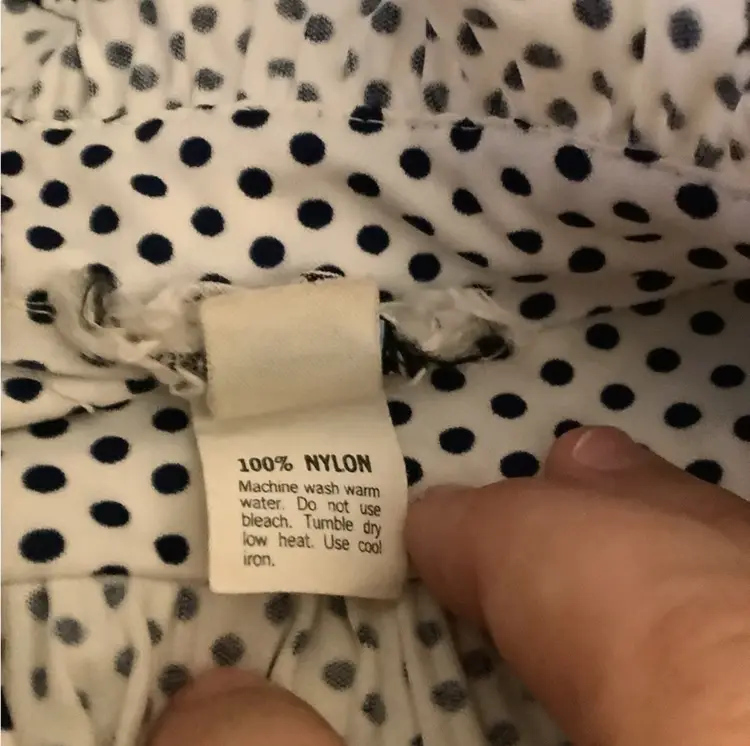 100% NYLON
Machine wash warm
water. Do not use
bleach. Tumble dry
low heat. Use cool
iron.